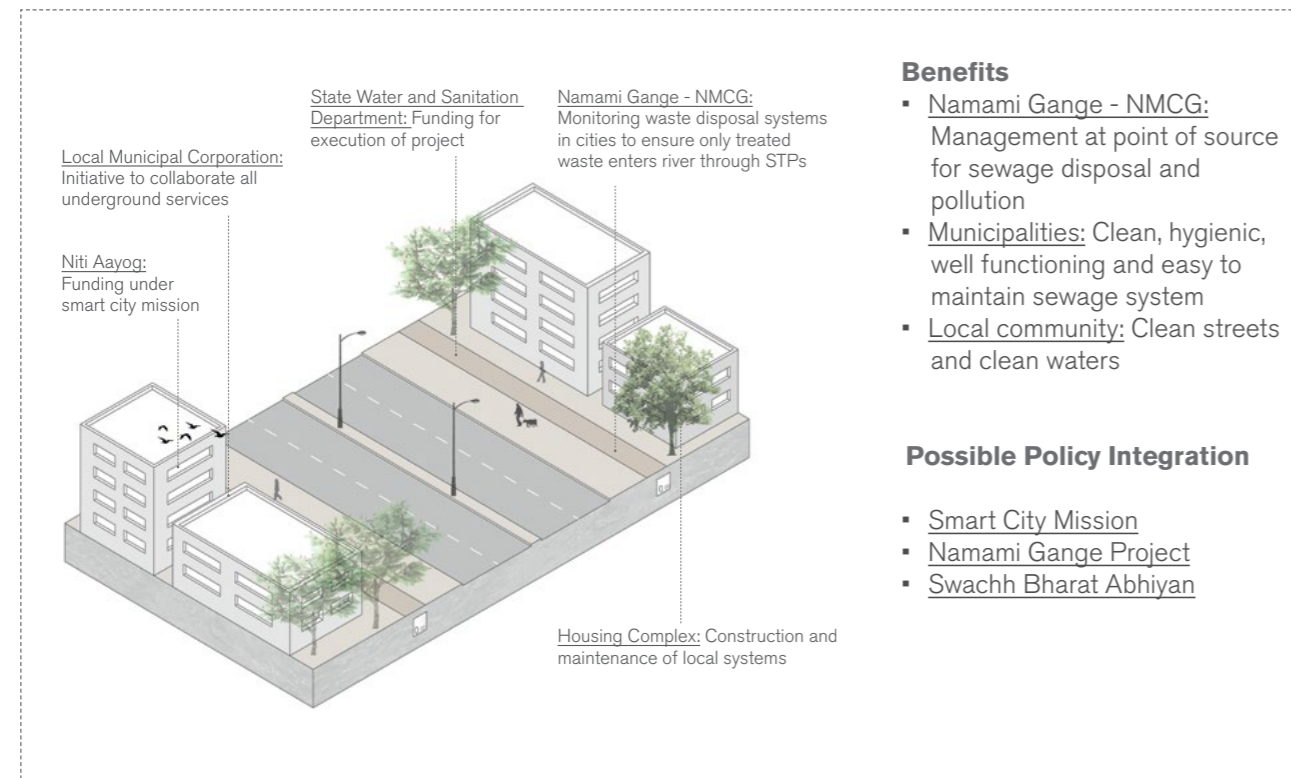 State Water and Sanitation
Department: Funding for
execution of project
Namami Gange - NMCG:
Monitoring waste disposal systems
in cities to ensure only treated
waste enters river through STPs
Local Municipal Corporation:
Initiative to collaborate all
underground services
Niti Aayog:
Funding under
smart city mission
Housing Complex: Construction and
maintenance of local systems
Benefits
▪ Namami Gange - NMCG:
Management at point of source
for sewage disposal and
pollution
▪ Municipalities: Clean, hygienic,
well functioning and easy to
maintain sewage system
▪ Local community: Clean streets
and clean waters
Possible Policy Integration
▪ Smart City Mission
▪ Namami Gange Project
▪ Swachh Bharat Abhiyan